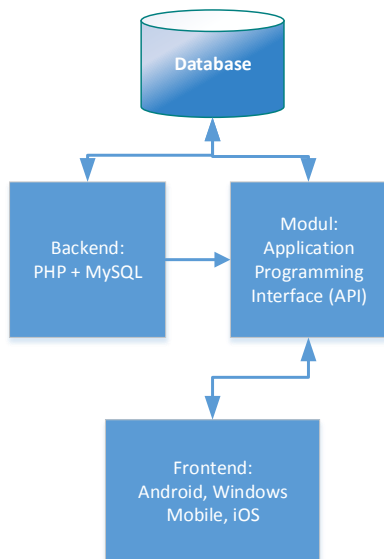 Database
Backend:
PHP + MySQL
Modul:
Application
Programming
Interface (API)
Frontend:
Android, Windows
Mobile, iOS